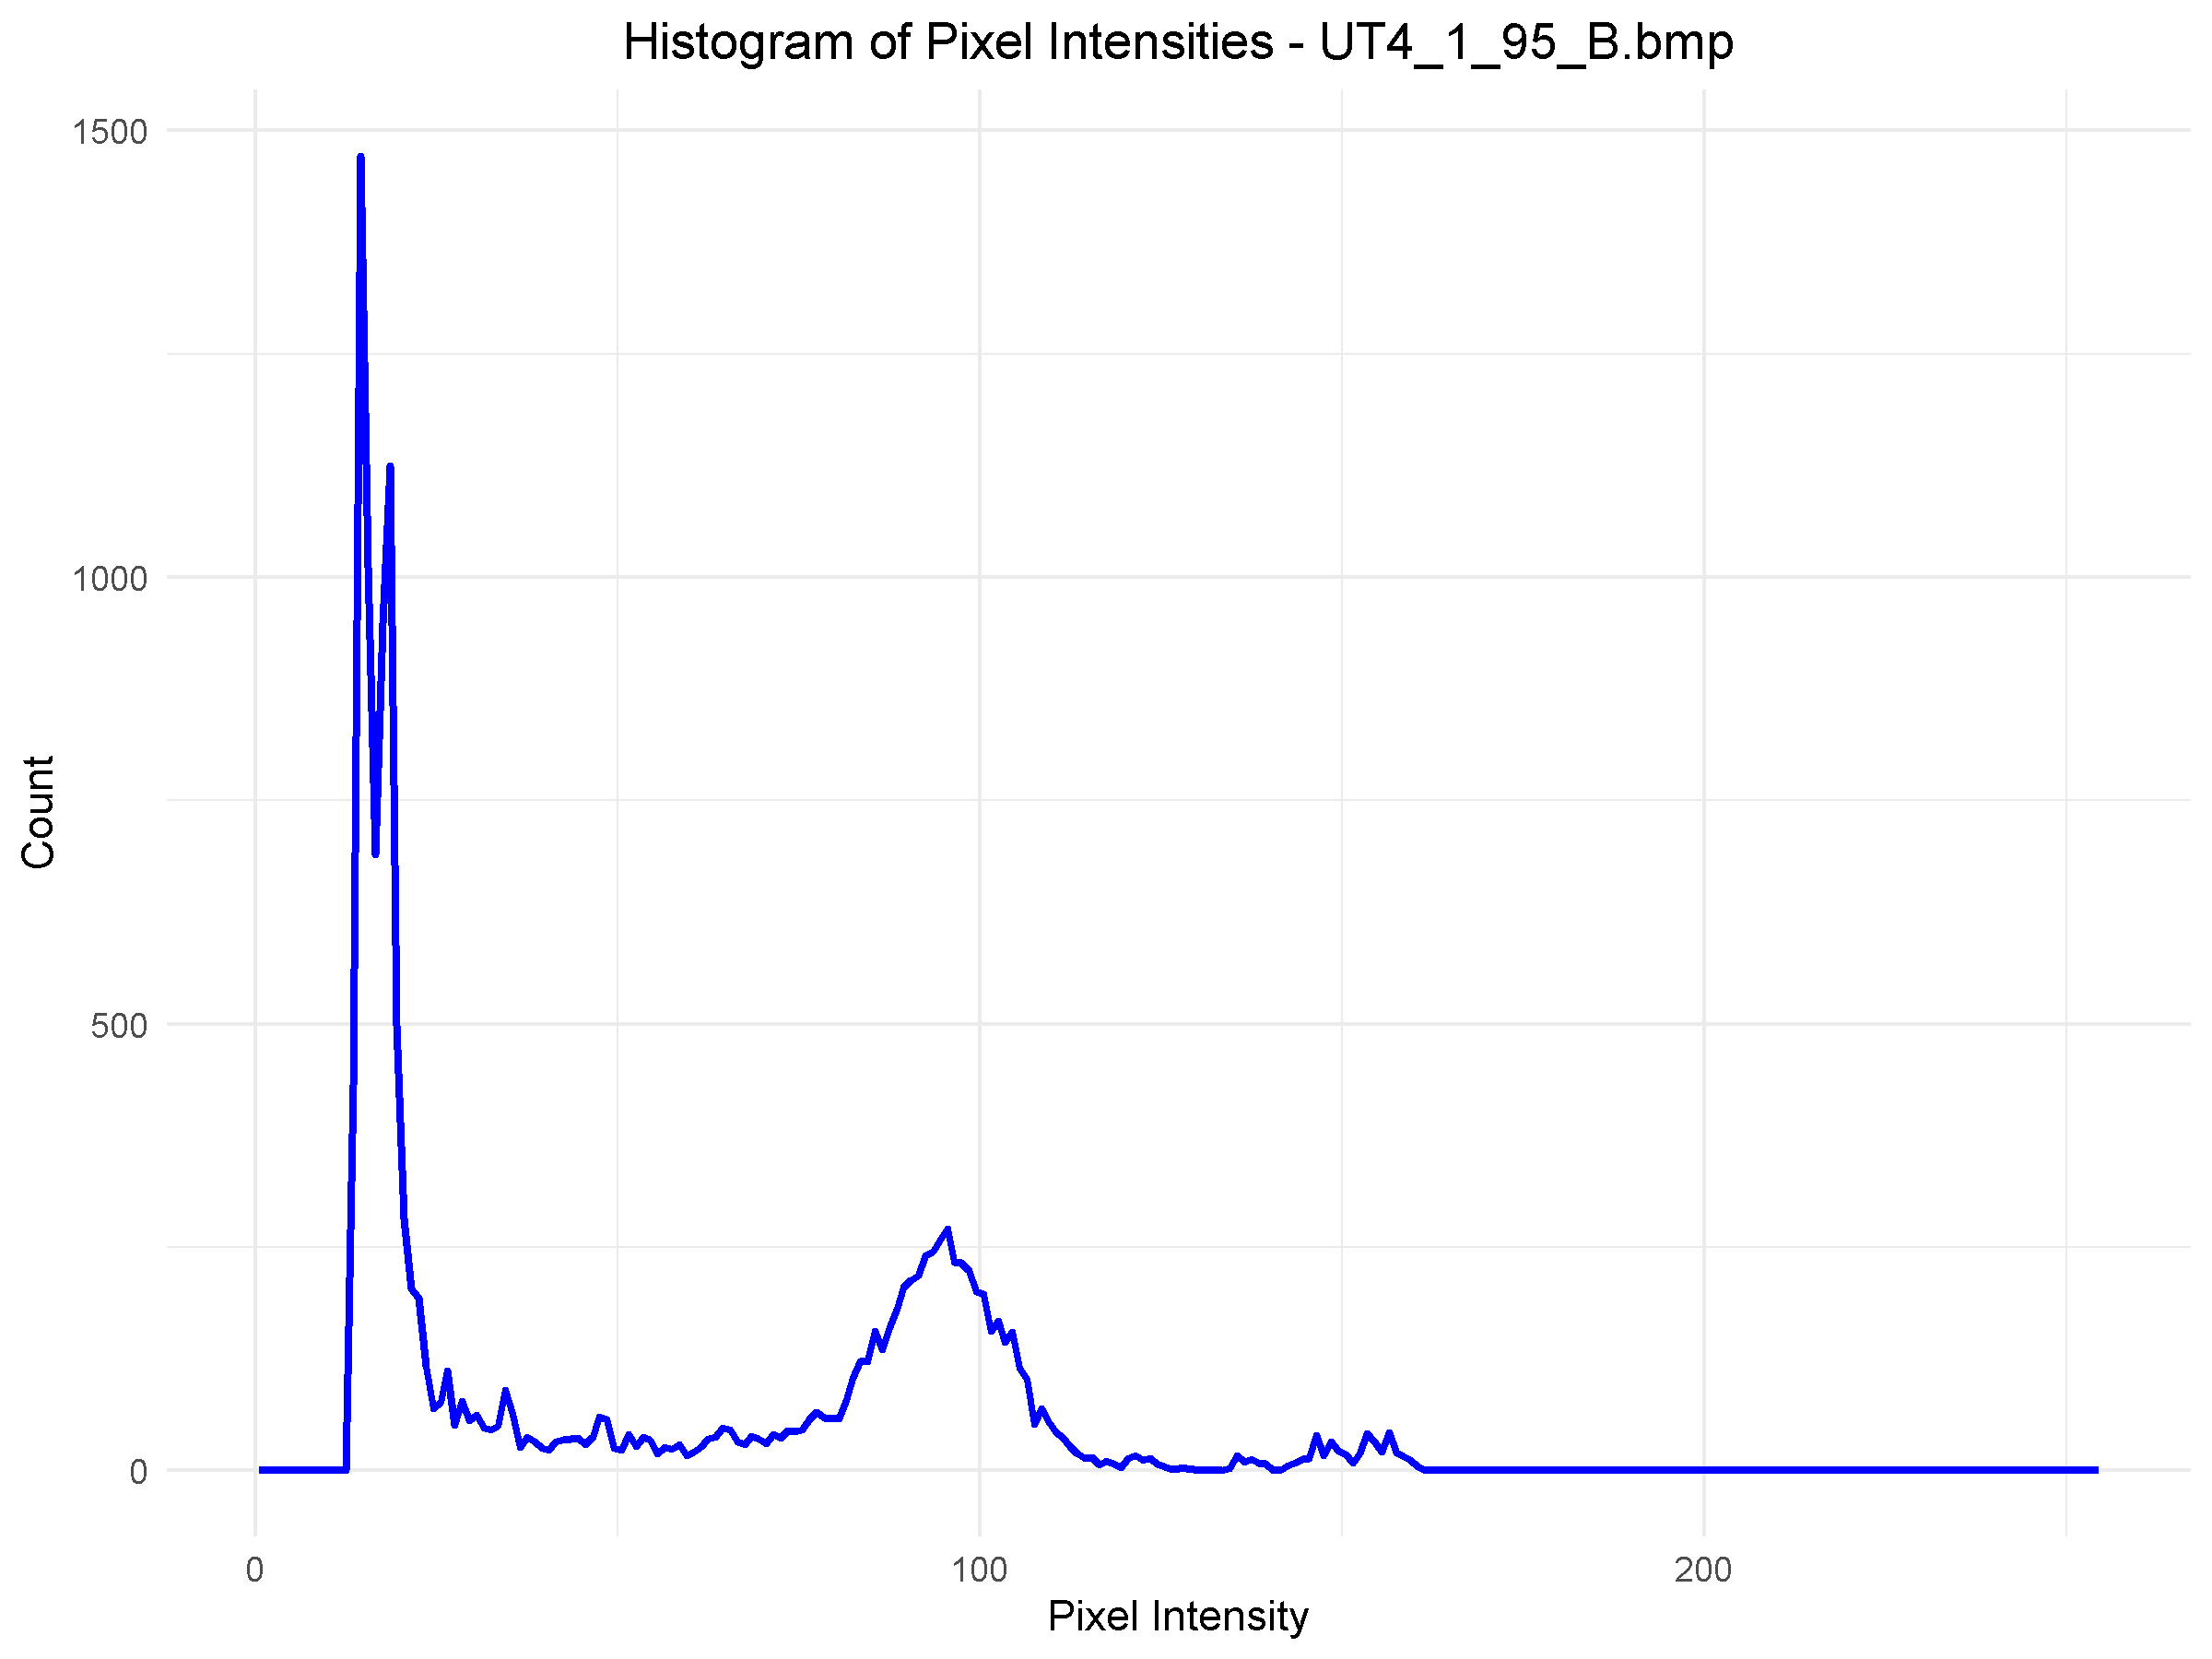 Histogram of Pixel Intensities - UT4_1_95_B.bmp
1500
1000
500
0
Count
0 100 200
Pixel Intensity